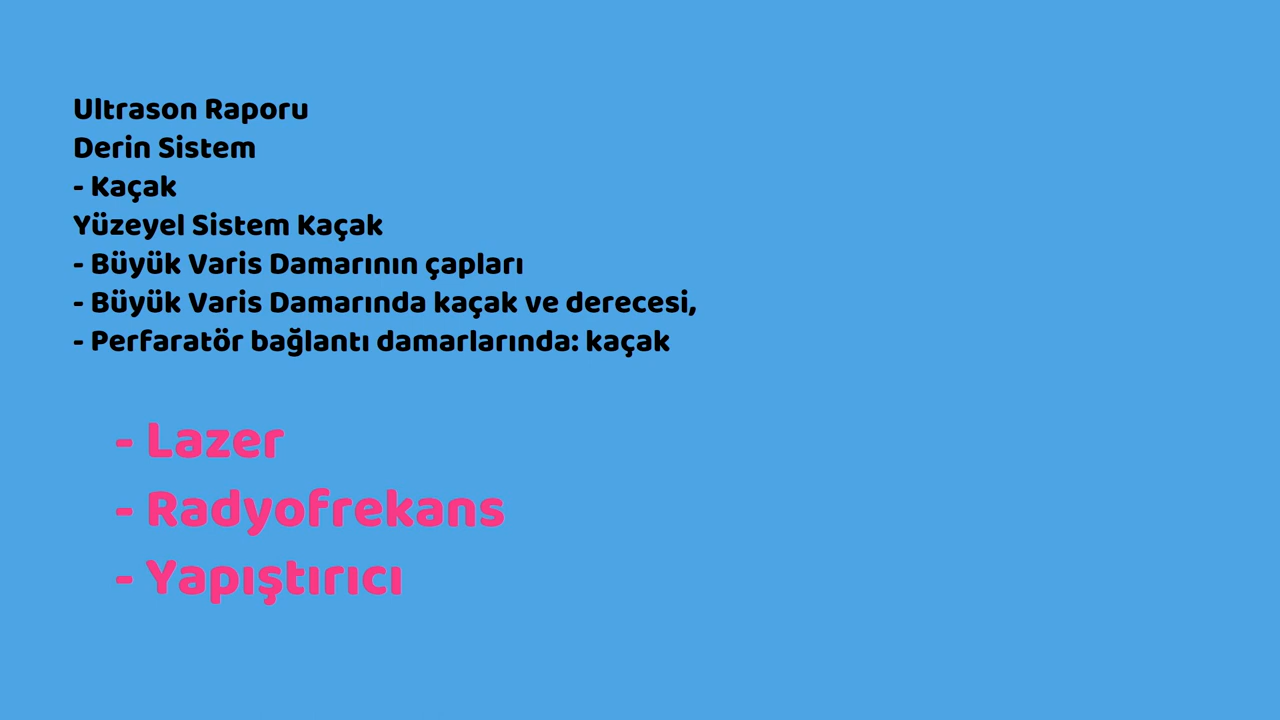 Ultrason Raporu
Derin Sistem
- Kaçak
Yüzeyel Sistem Kaçak
- Büyük Varis Damarının çapları
- Büyük Varis Damarında kaçak ve derecesi,
- Perfaratör bağlantı damarlarında: kaçak
- Lazer
- Radyofrekans
- Yapıştırıcı